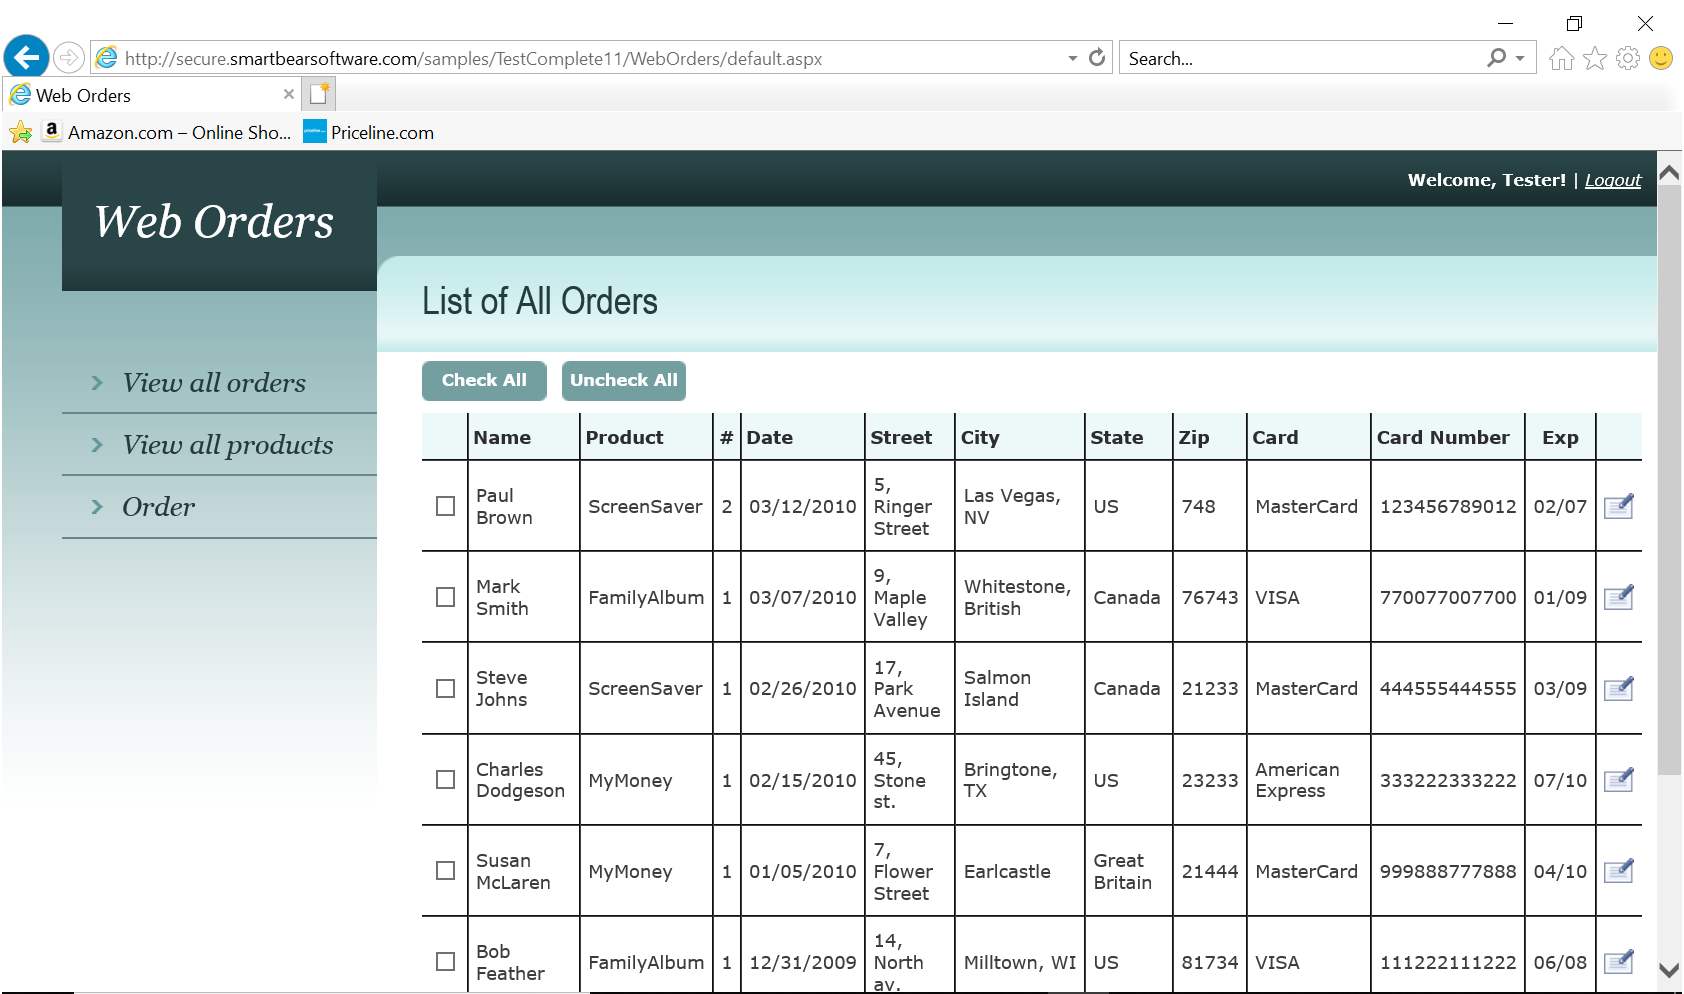 http://secure.smartbearsoftware.com/samples/TestComplete11/WebOrders/default.aspx
Search...
Web Orders
a Amazon.com – Online Sho...
Priceline.com
Welcome, Tester! | Logout
Web Orders
List of All Orders
View all orders
View all products
Order
Check All Uncheck All
Name Product # Date Street City State Zip Card Card Number Exp
Paul Brown ScreenSaver 2 03/12/2010 5, Ringer Street Las Vegas, NV US 748 MasterCard 123456789012 02/07
Mark Smith FamilyAlbum 1 03/07/2010 9, Maple Valley Whitestone, British Canada 76743 VISA 770077007700 01/09
Steve Johns ScreenSaver 1 02/26/2010 17, Park Avenue Salmon Island Canada 21233 MasterCard 444555444555 03/09
Charles Dodgeson MyMoney 1 02/15/2010 45, Stone st. Bringtone, TX US 23233 American Express 333222333222 07/10
Susan McLaren MyMoney 1 01/05/2010 7, Flower Street Earlcastle Great Britain 21444 MasterCard 999888777888 04/10
Bob Feather FamilyAlbum 1 12/31/2009 14, North av. Milltown, WI US 81734 VISA 111222111222 06/08